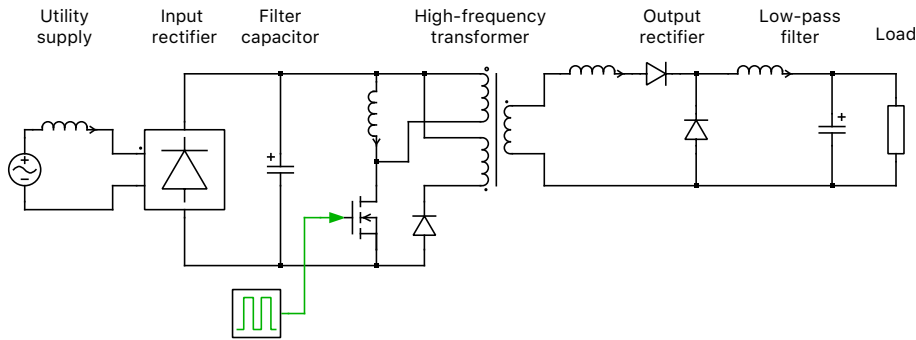 Utility
supply
Input
rectifier
Filter
capacitor
High-frequency
transformer
Output
rectifier
Low-pass
filter
Load